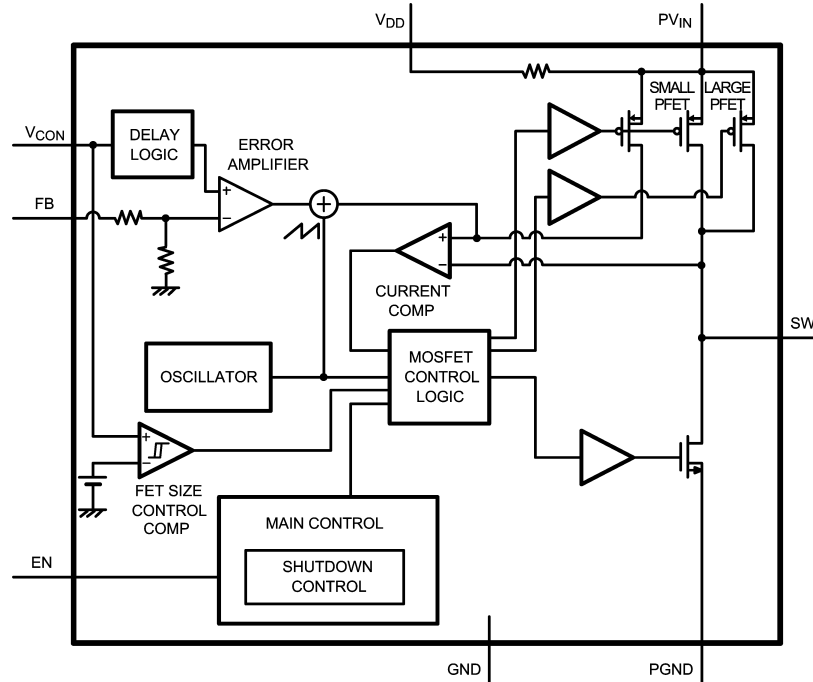 VDD
PVIN
SMALL
PFET
LARGE
PFET
VCON
DELAY
LOGIC
ERROR
AMPLIFIER
+
−
+
FB
+
−
CURRENT
COMP
SW
MOSFET
CONTROL
LOGIC
OSCILLATOR
+
−
FET SIZE
CONTROL
COMP
MAIN CONTROL
SHUTDOWN
CONTROL
EN
GND
PGND